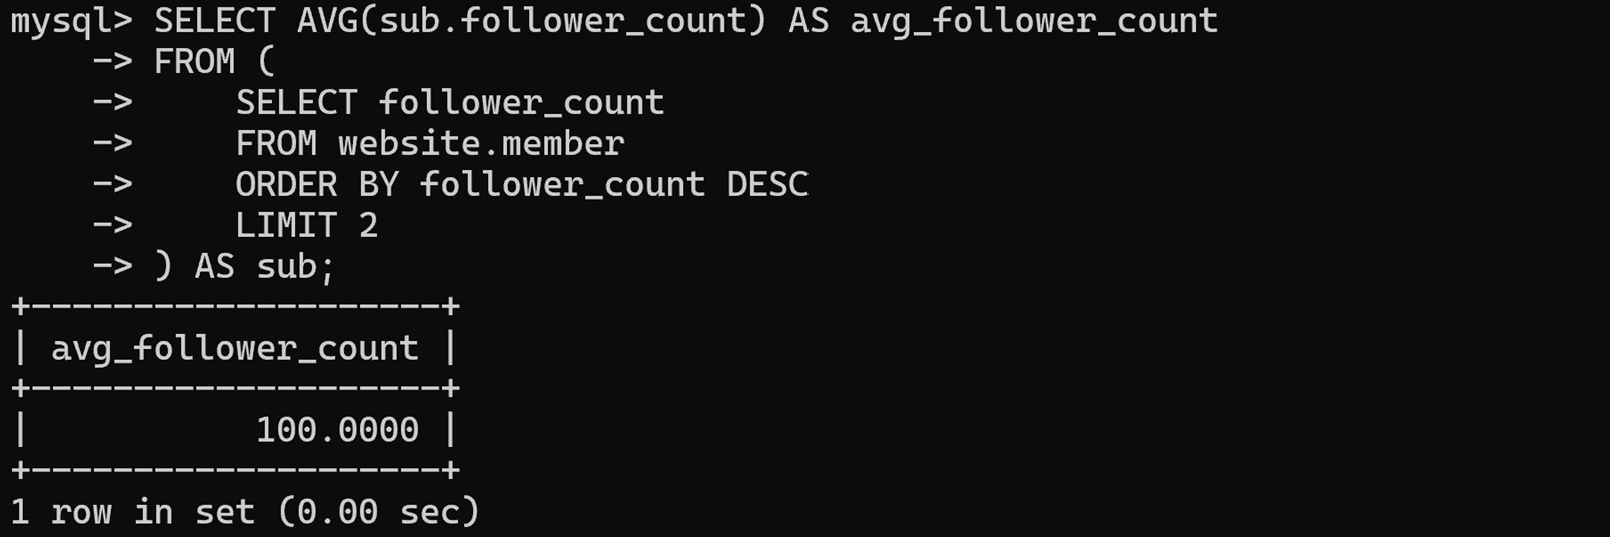 mysql> SELECT AVG(sub.follower_count) AS avg_follower_count
    -> FROM (
    ->     SELECT follower_count
    ->     FROM website.member
    ->     ORDER BY follower_count DESC
    ->     LIMIT 2
    -> ) AS sub;
+--------------------+
| avg_follower_count |
+--------------------+
|           100.0000 |
+--------------------+
1 row in set (0.00 sec)